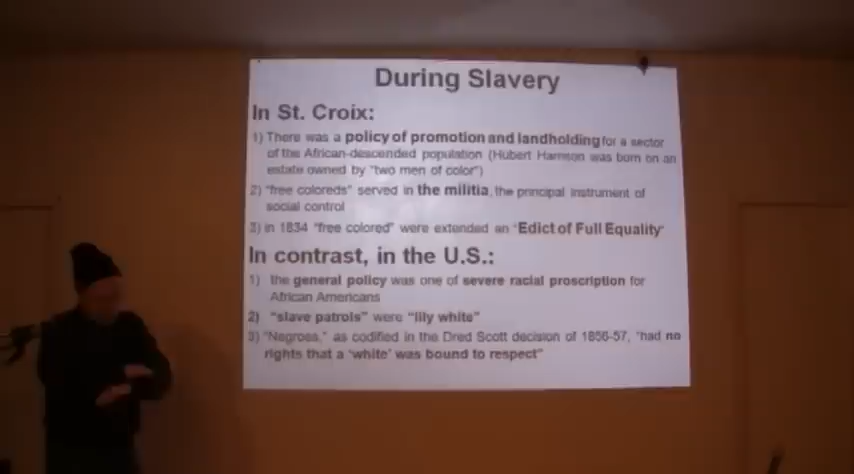 During Slavery
In St. Croix:
1) There was a policy of promotion and landholding for a sector
of the African-descended population (Hubert Harrison was born on an
estate owned by "two men of color")
2) "free coloreds" served in the militia, the principal instrument of
social control
3) in 1834 "free colored" were extended an "Edict of Full Equality"
In contrast, in the U.S.:
1) the general policy was one of severe racial proscription for
African Americans
2) "slave patrols" were "lily white"
3) "Negroes," as codified in the Dred Scott decision of 1856-57, "had no
rights that a 'white' was bound to respect"